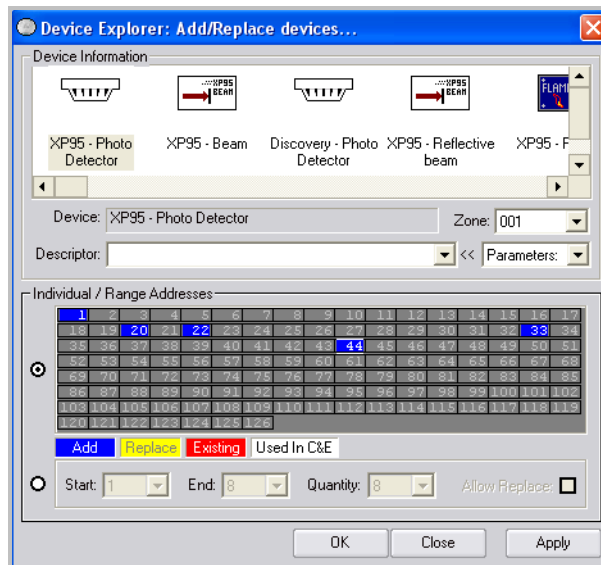 Device Explorer: Add/Replace devices...
Device Information
XP95 BEAM XP95 BEAM FLAM
XP95 - Photo Detector XP95 - Beam Discovery - Photo Detector XP95 - Reflective beam XP95 - F
Device: XP95 - Photo Detector Zone: 001
Descriptor: << Parameters:
Individual / Range Addresses
1 2 3 4 5 6 7 8 9 10 11 12 13 14 15 16 17
18 19 20 21 22 23 24 25 26 27 28 29 30 31 32 33 34
35 36 37 38 39 40 41 42 43 44 45 46 47 48 49 50 51
52 53 54 55 56 57 58 59 60 61 62 63 64 65 66 67 68
69 70 71 72 73 74 75 76 77 78 79 80 81 82 83 84 85
86 87 88 89 90 91 92 93 94 95 96 97 98 99 100 101 102
103 104 105 106 107 108 109 110 111 112 113 114 115 116 117 118 119
120 121 122 123 124 125 126
Add Replace Existing Used In C&E
Start: 1 End: 8 Quantity: 8 Allow Replace:
OK Close Apply